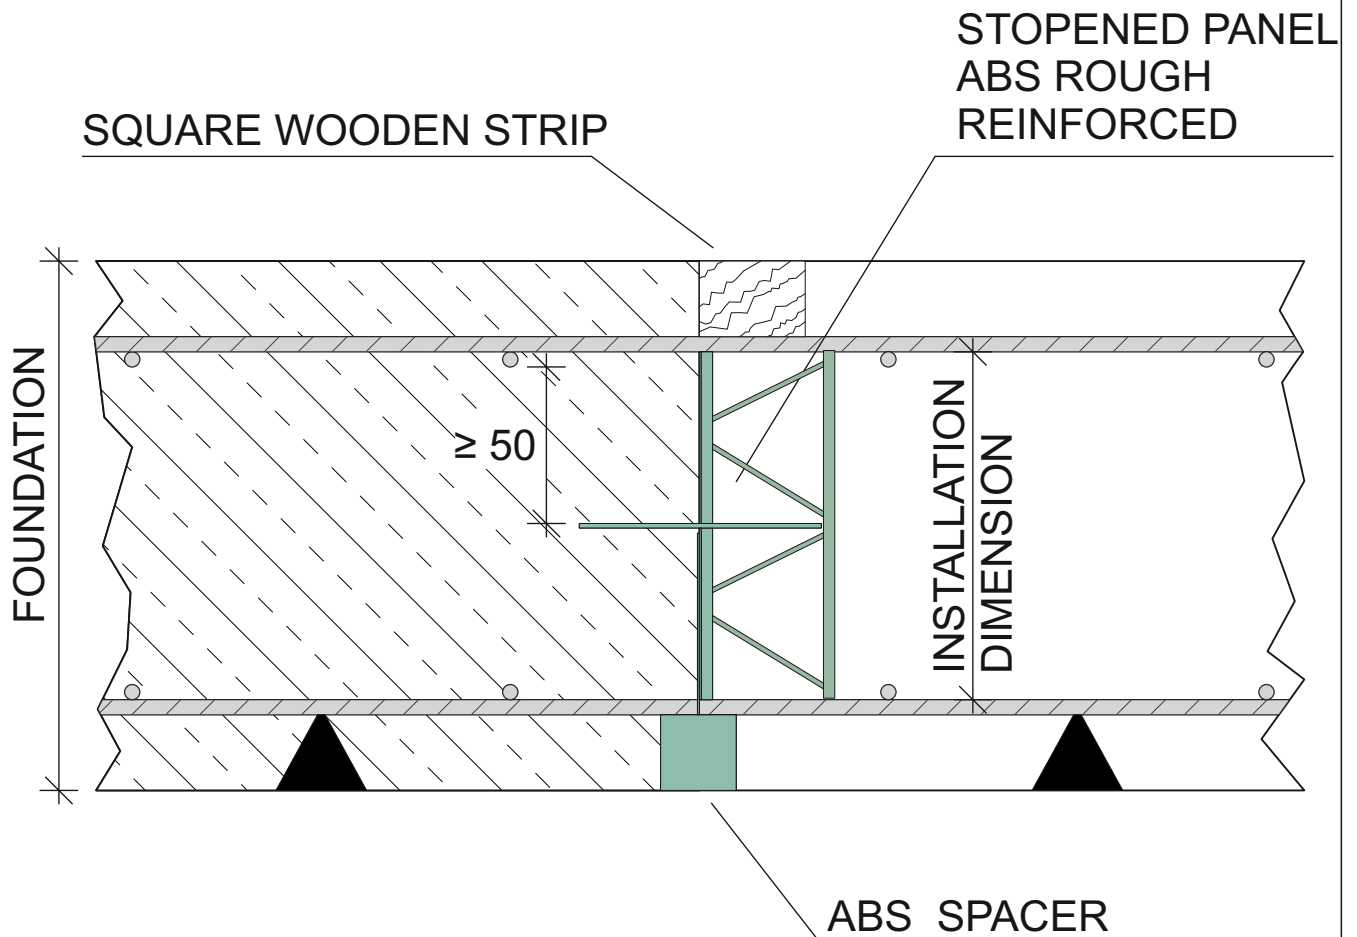 STOPENED PANEL
ABS ROUGH
REINFORCED
SQUARE WOODEN STRIP
FOUNDATION
≥ 50
INSTALLATION
DIMENSION
ABS SPACER